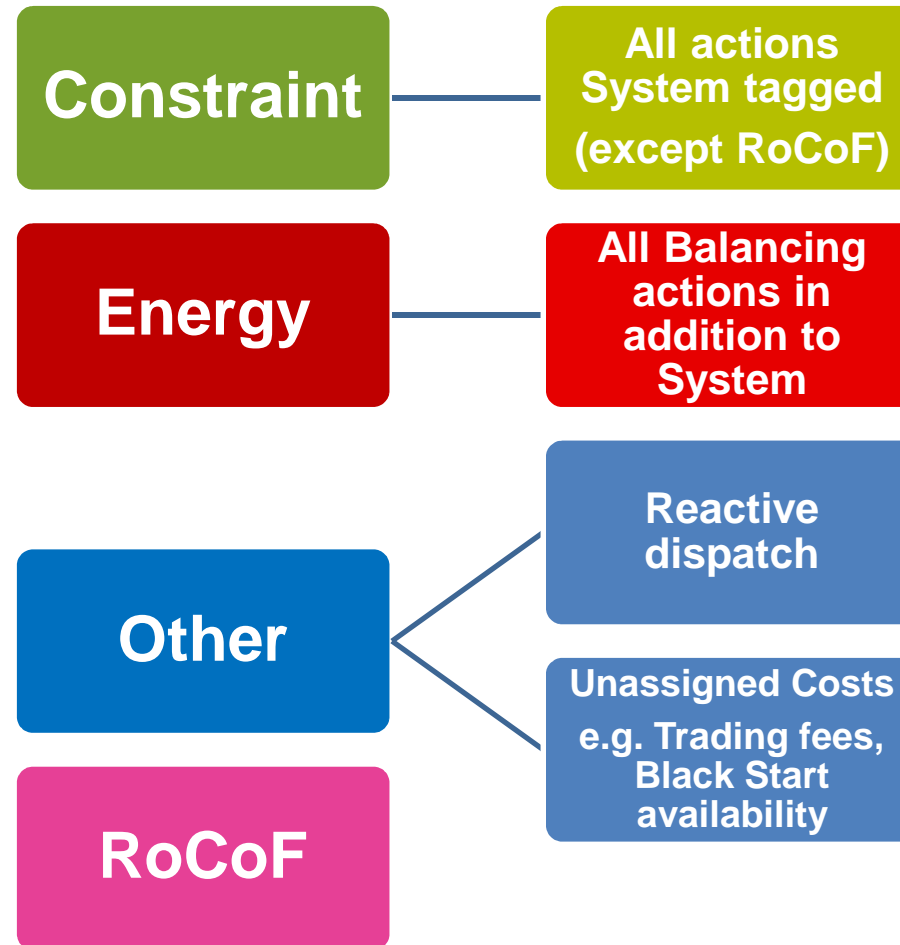 Constraint
All actions
System tagged
(except RoCoF)
Energy
All Balancing
actions in
addition to
System
Other
Reactive
dispatch
Unassigned Costs
e.g. Trading fees,
Black Start
availability
RoCoF